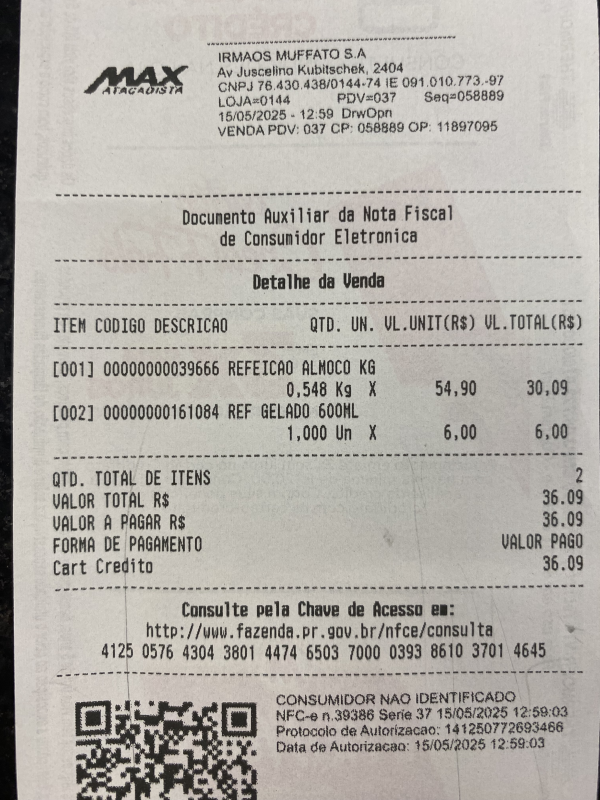 MAX
ATACADISTA
IRMAOS MUFFATO S.A
Av Juscelino Kubitschek, 2404
CNPJ 76.430.438/0144-74 IE 091.010.773.-97
LOJA=0144 PDV=037 Seq=058889
15/05/2025 - 12:59 DrwOpn
VENDA PDV: 037 CP: 058889 OP: 11897095
Documento Auxiliar da Nota Fiscal
de Consumidor Eletronica
Detalhe da Venda
ITEM CODIGO DESCRICAO QTD. UN. VL.UNIT(R$) VL.TOTAL(R$)
[001] 00000000039666 REFEICAO ALMOCO KG
0,548 Kg X 54,90 30,09
[002] 00000000161084 REF GELADO 600ML
1,000 Un X 6,00 6,00
QTD. TOTAL DE ITENS 2
VALOR TOTAL R$ 36.09
VALOR A PAGAR R$ 36.09
FORMA DE PAGAMENTO VALOR PAGO
Cart Credito 36.09
Consulte pela Chave de Acesso em:
http://www.fazenda.pr.gov.br/nfce/consulta
4125 0576 4304 3801 4474 6503 7000 0393 8610 3701 4645
CONSUMIDOR NAO IDENTIFICADO
NFC-e n.39386 Serie 37 15/05/2025 12:59:03
Protocolo de Autorizacao: 141250772693466
Data de Autorizacao: 15/05/2025 12:59:03